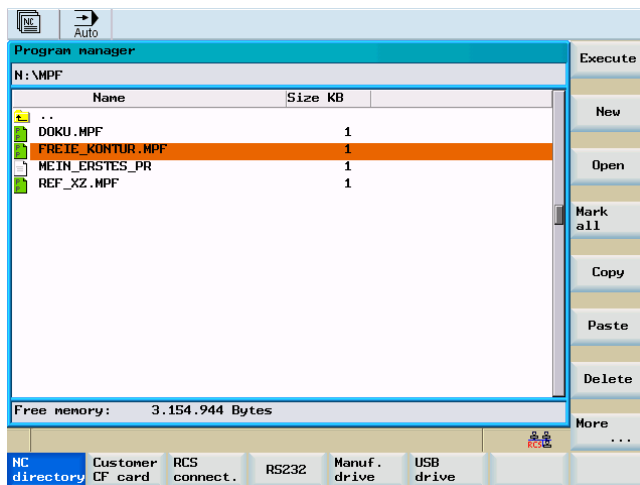 NC
Auto
Program manager
N:\MPF
Name Size KB
..
DOKU.MPF 1
FREIE_KONTUR.MPF 1
MEIN_ERSTES_PR 1
REF_XZ.MPF 1
Free memory: 3.154.944 Bytes
Execute
New
Open
Mark
all
Copy
Paste
Delete
More
...
RCS
NC
directory
Customer
CF card
RCS
connect.
RS232
Manuf.
drive
USB
drive